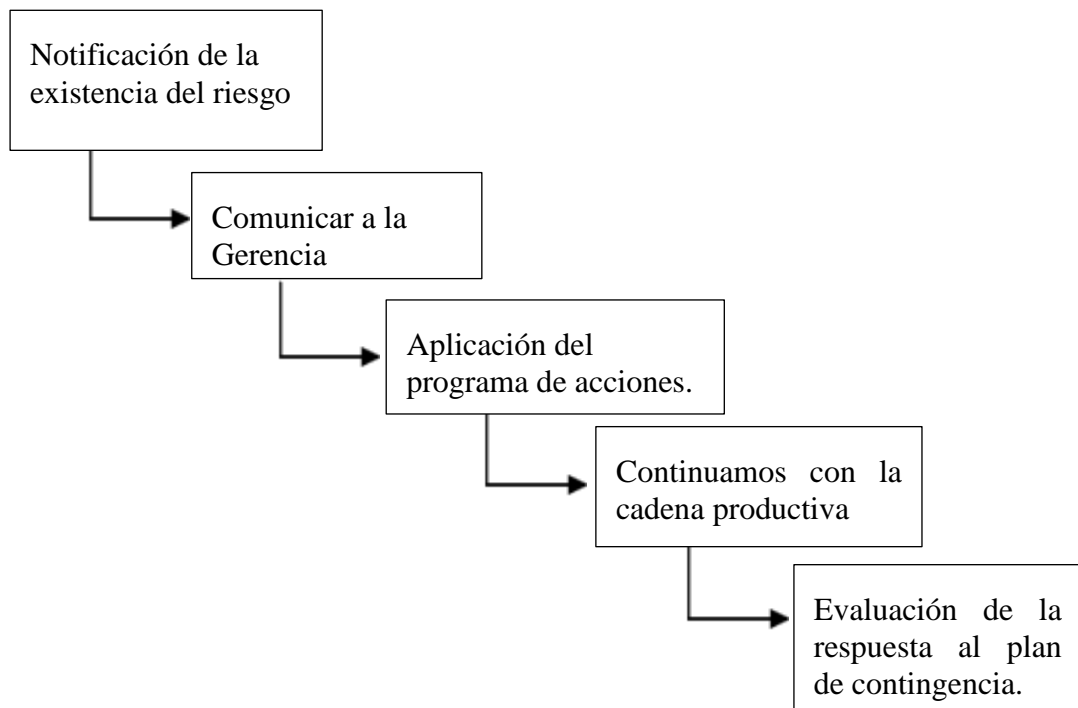 Notificación de la
existencia del riesgo
Comunicar a la
Gerencia
Aplicación del
programa de acciones.
Continuamos con la
cadena productiva
Evaluación de la
respuesta al plan
de contingencia.